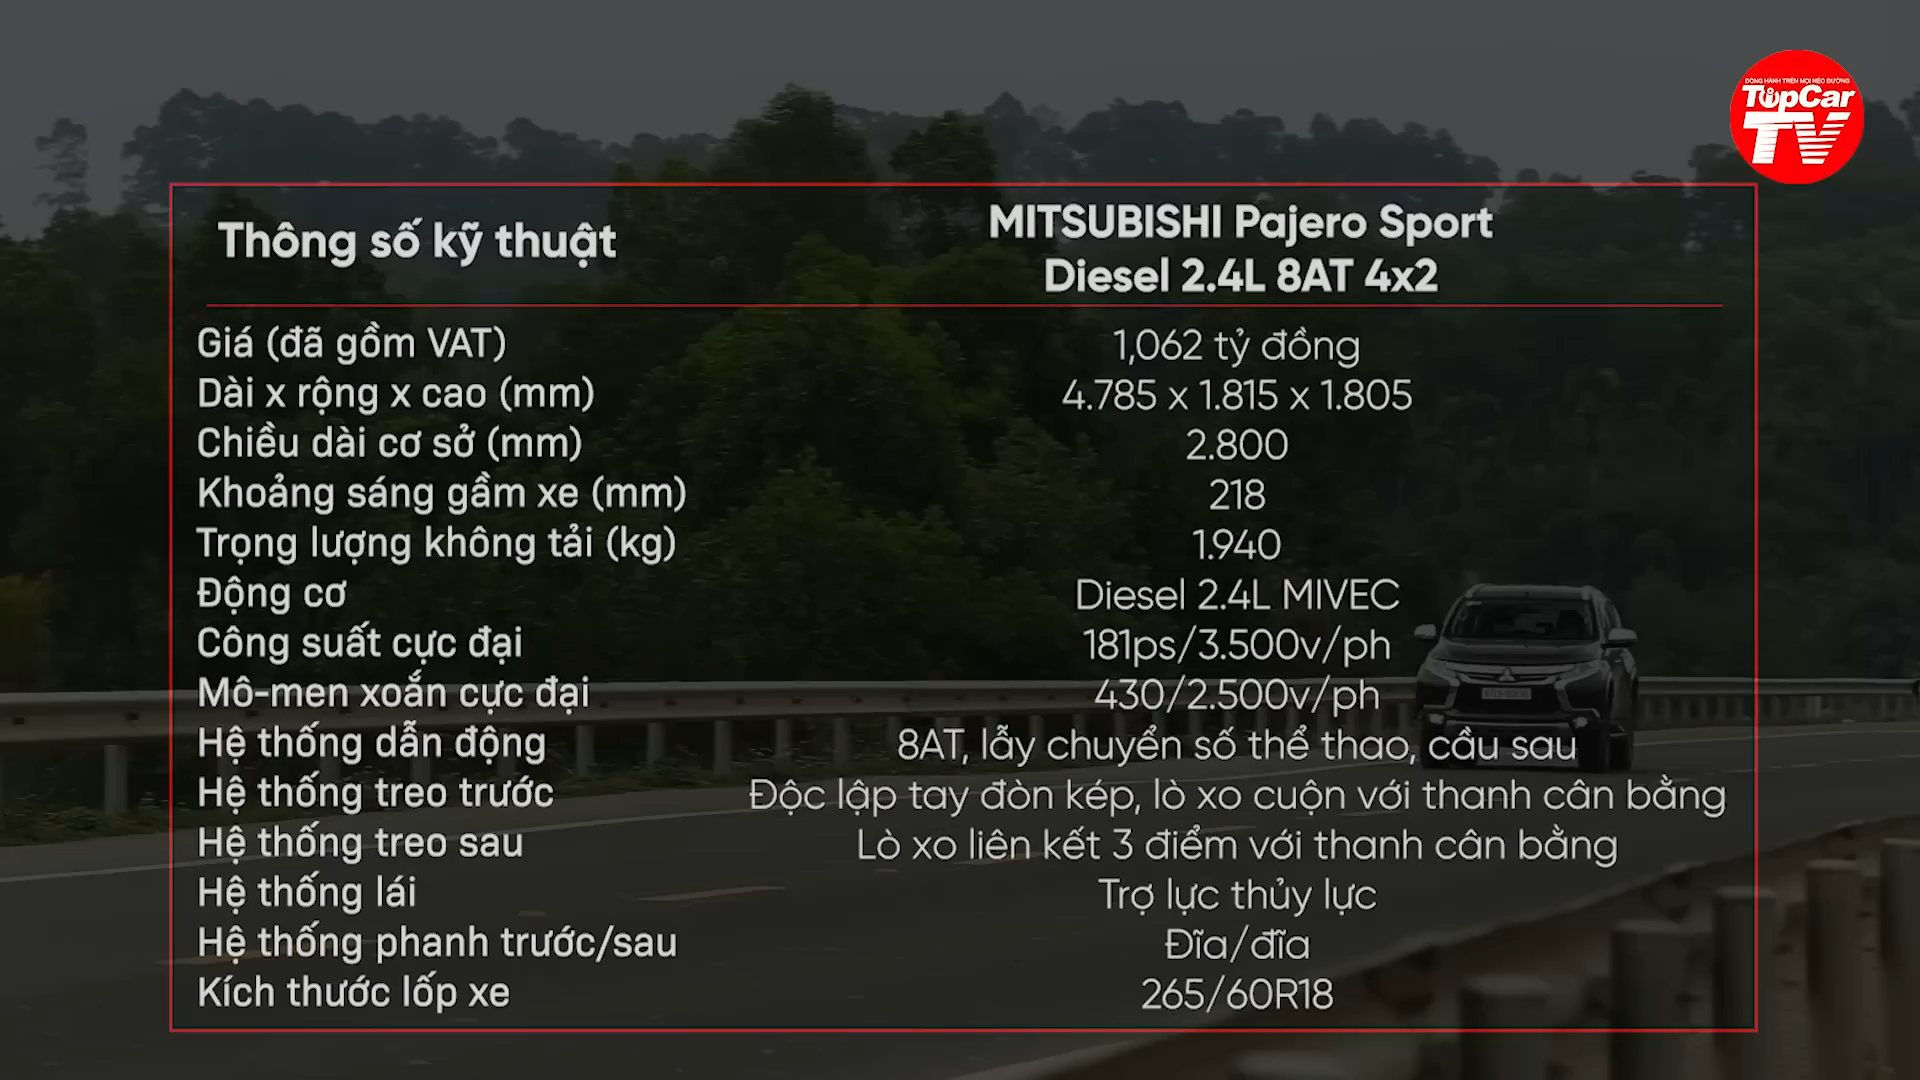 ĐỒNG HÀNH TRÊN MỌI NẺO ĐƯỜNG
TopCar
TV
Thông số kỹ thuật
MITSUBISHI Pajero Sport
Diesel 2.4L 8AT 4x2
Giá (đã gồm VAT) 1,062 tỷ đồng
Dài x rộng x cao (mm) 4.785 x 1.815 x 1.805
Chiều dài cơ sở (mm) 2.800
Khoảng sáng gầm xe (mm) 218
Trọng lượng không tải (kg) 1.940
Động cơ Diesel 2.4L MIVEC
Công suất cực đại 181ps/3.500v/ph
Mô-men xoắn cực đại 430/2.500v/ph
Hệ thống dẫn động 8AT, lẫy chuyển số thể thao, cầu sau
Hệ thống treo trước Độc lập tay đòn kép, lò xo cuộn với thanh cân bằng
Hệ thống treo sau Lò xo liên kết 3 điểm với thanh cân bằng
Hệ thống lái Trợ lực thủy lực
Hệ thống phanh trước/sau Đĩa/đĩa
Kích thước lốp xe 265/60R18